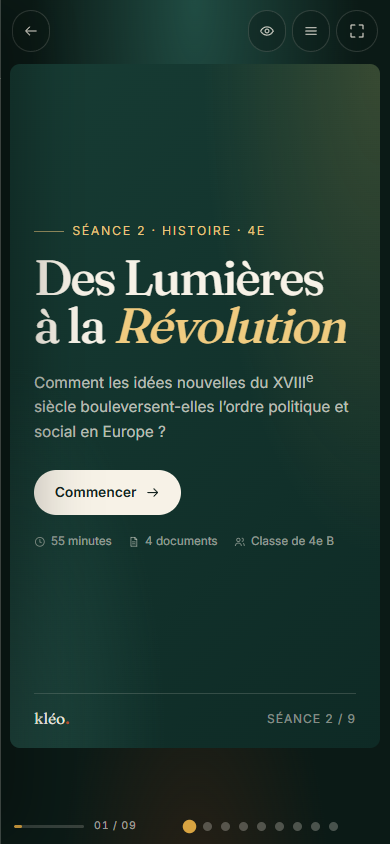 SÉANCE 2 · HISTOIRE · 4E
Des Lumières
à la Révolution
Comment les idées nouvelles du XVIIIe
siècle bouleversent-elles l’ordre politique et
social en Europe ?
Commencer →
55 minutes 4 documents Classe de 4e B
kléo. SÉANCE 2 / 9
01 / 09